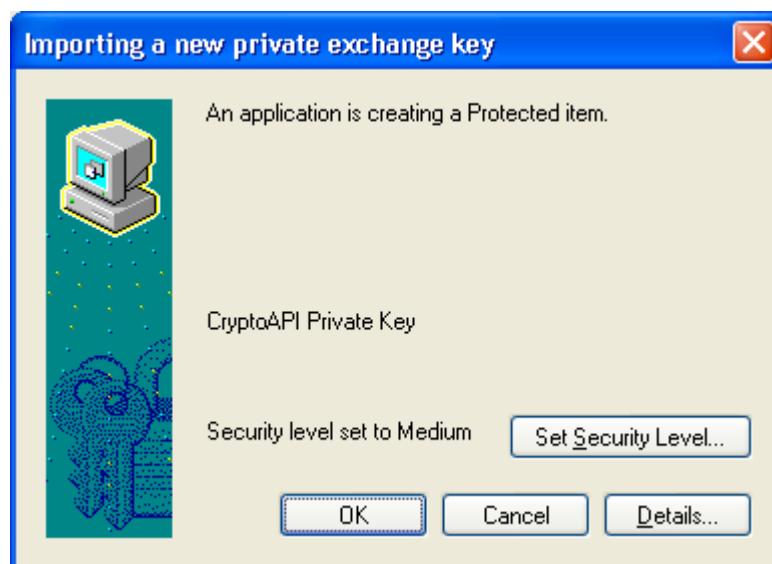 Importing a new private exchange key
An application is creating a Protected item.
CryptoAPI Private Key
Security level set to Medium
Set Security Level...
OK
Cancel
Details...